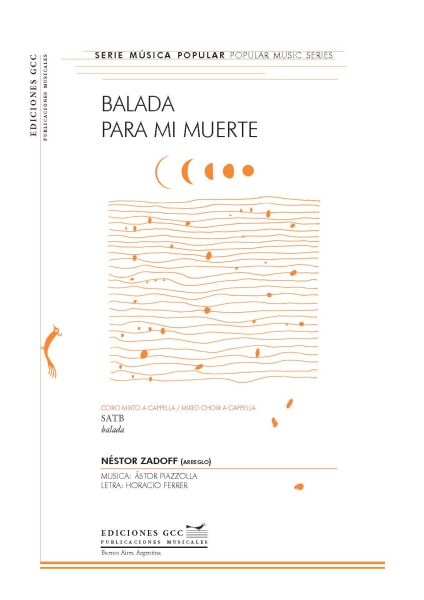 SERIE MÚSICA POPULAR POPULAR MUSIC SERIES
EDICIONES GCC
PUBLICACIONES MUSICALES
BALADA
PARA MI MUERTE
CORO MIXTO A CAPPELLA / MIXED CHOIR A CAPPELLA
SATB
balada
NÉSTOR ZADOFF (ARREGLO)
MUSICA: ÁSTOR PIAZZOLLA
LETRA: HORACIO FERRER
EDICIONES GCC
PUBLICACIONES MUSICALES
Buenos Aires, Argentina